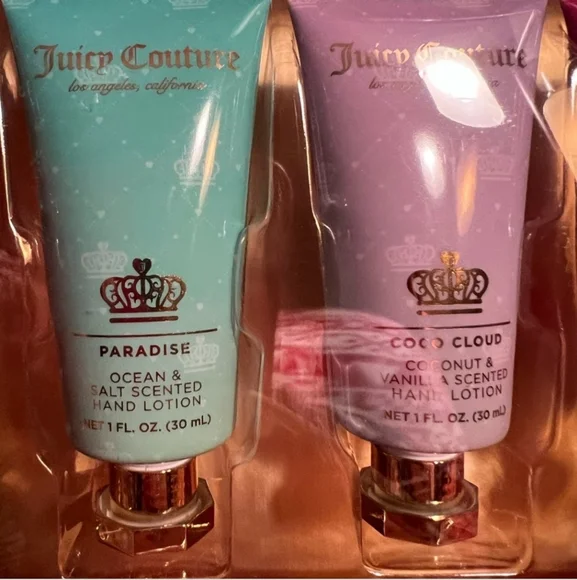 Juicy Couture
los angeles, california
PARADISE
OCEAN &
SALT SCENTED
HAND LOTION
NET 1 FL. OZ. (30 mL)
Juicy Couture
COCO CLOUD
COCONUT &
VANILLA SCENTED
HAND LOTION
NET 1 FL. OZ. (30 mL)